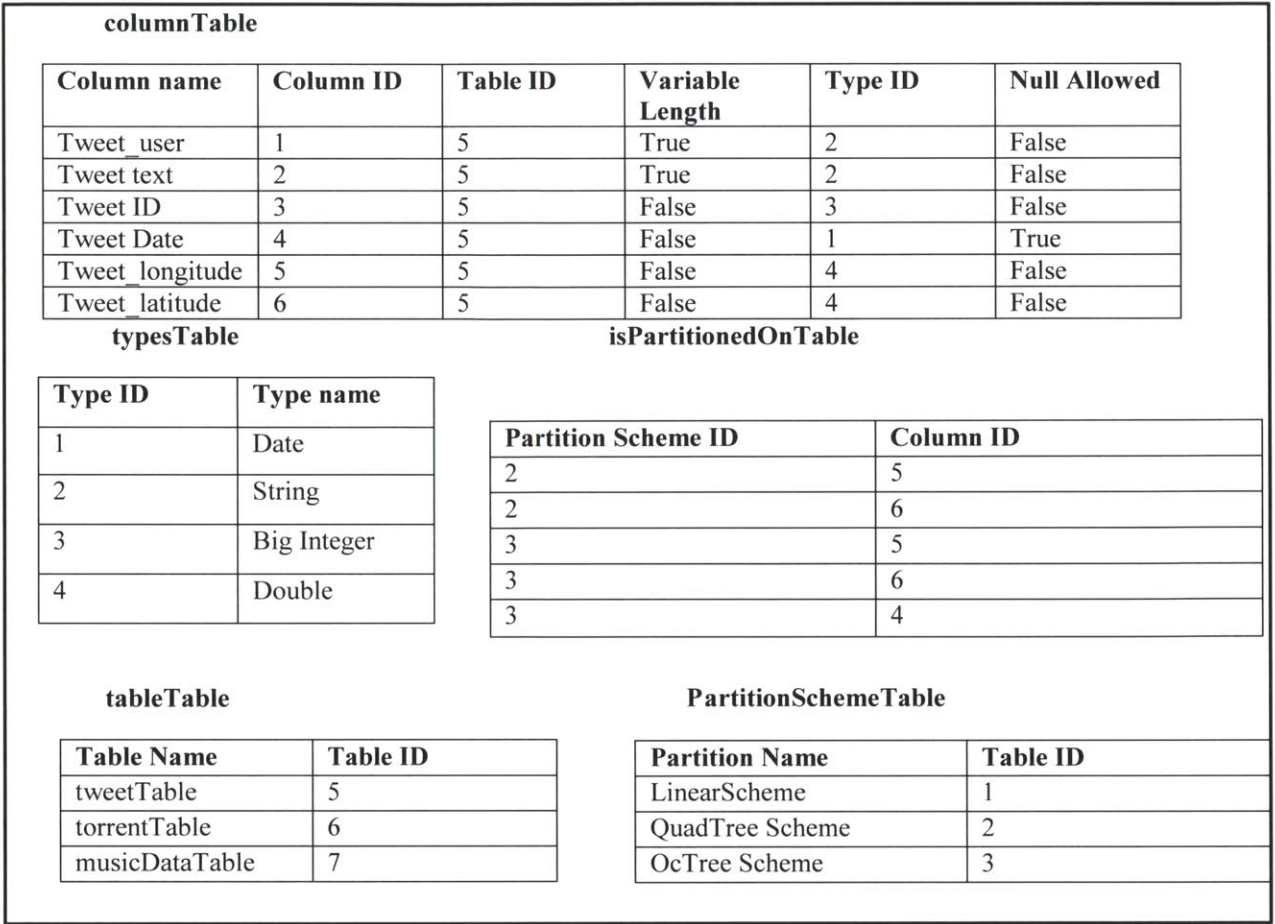 columnTable
Column name Column ID Table ID Variable Length Type ID Null Allowed
Tweet_user 1 5 True 2 False
Tweet text 2 5 True 2 False
Tweet ID 3 5 False 3 False
Tweet Date 4 5 False 1 True
Tweet_longitude 5 5 False 4 False
Tweet_latitude 6 5 False 4 False
typesTable
Type ID Type name
1 Date
2 String
3 Big Integer
4 Double
isPartitionedOnTable
Partition Scheme ID Column ID
2 5
2 6
3 5
3 6
3 4
tableTable
Table Name Table ID
tweetTable 5
torrentTable 6
musicDataTable 7
PartitionSchemeTable
Partition Name Table ID
LinearScheme 1
QuadTree Scheme 2
OcTree Scheme 3